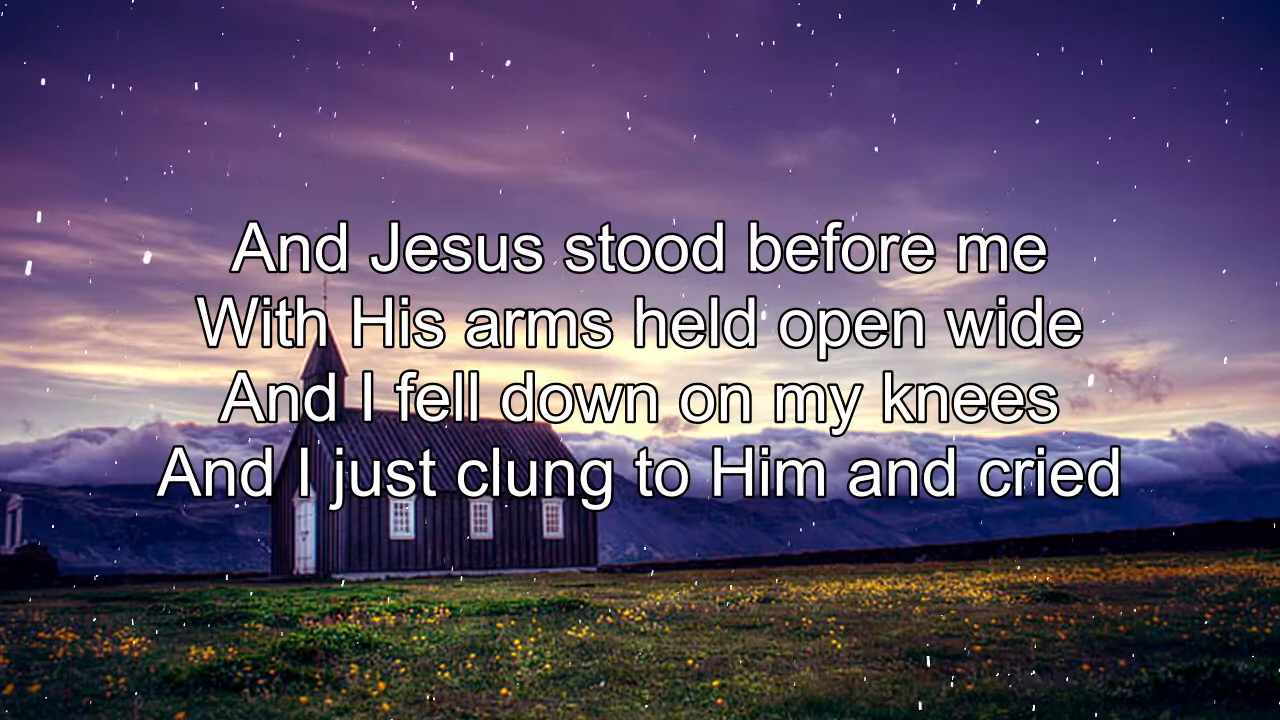 And Jesus stood before me
With His arms held open wide
And I fell down on my knees
And I just clung to Him and cried